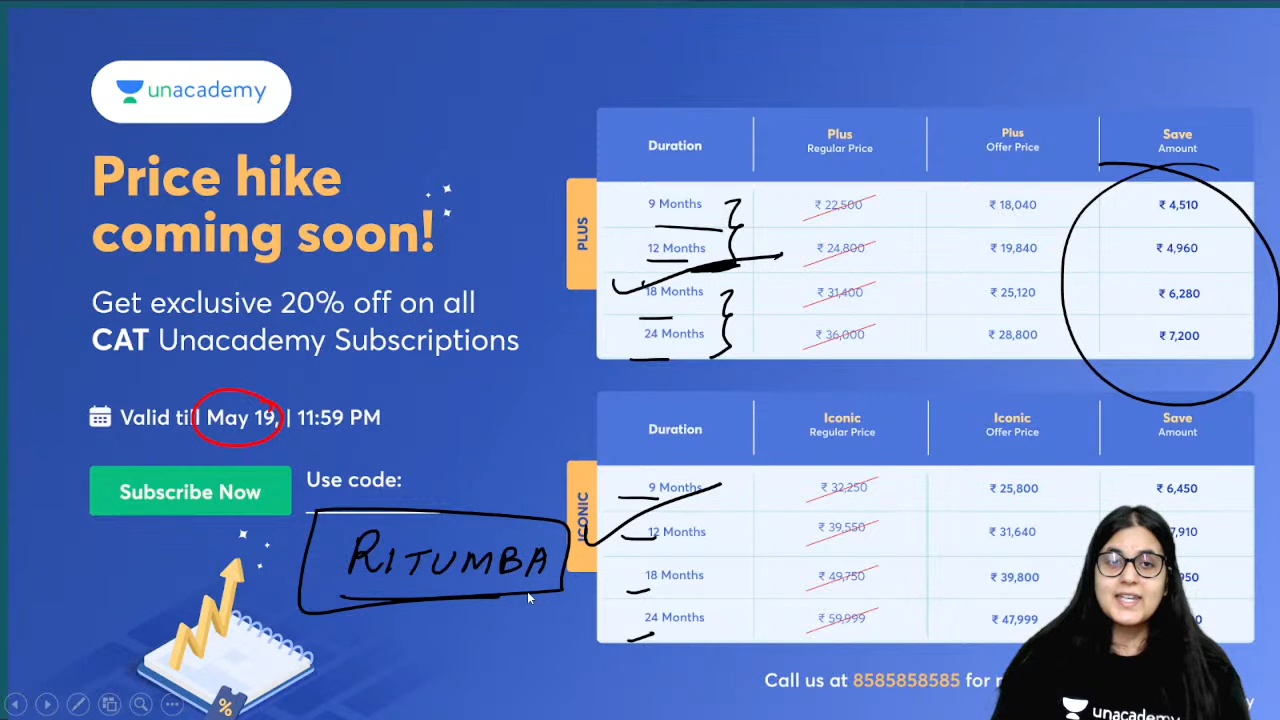 unacademy
Price hike
coming soon!
Get exclusive 20% off on all
CAT Unacademy Subscriptions
Valid till May 19, | 11:59 PM
Subscribe Now
Use code:
RITUMBA
PLUS
Duration Plus Regular Price Plus Offer Price Save Amount
9 Months ₹ 22,500 ₹ 18,040 ₹ 4,510
12 Months ₹ 24,800 ₹ 19,840 ₹ 4,960
18 Months ₹ 31,400 ₹ 25,120 ₹ 6,280
24 Months ₹ 36,000 ₹ 28,800 ₹ 7,200
ICONIC
Duration Iconic Regular Price Iconic Offer Price Save Amount
9 Months ₹ 32,250 ₹ 25,800 ₹ 6,450
12 Months ₹ 39,550 ₹ 31,640 7,910
18 Months ₹ 49,750 ₹ 39,800 950
24 Months ₹ 59,999 ₹ 47,999
Call us at 8585858585 for
%
unacademy